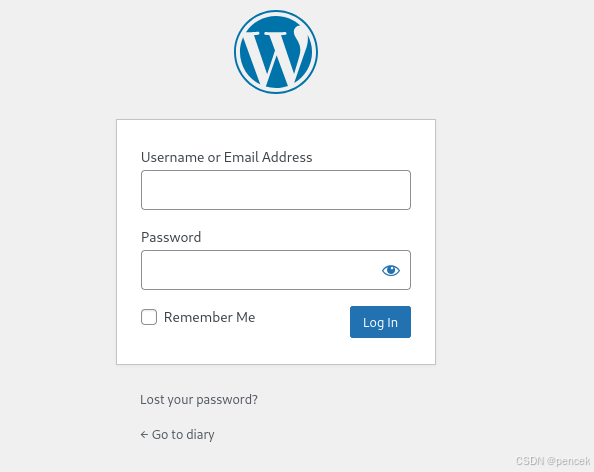 Username or Email Address
Password
Remember Me
Log In
Lost your password?
← Go to diary
CSDN @pencek